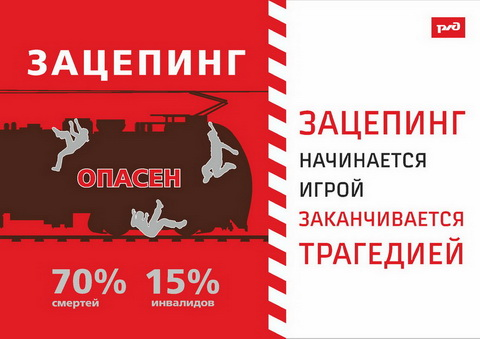 ЗАЦЕПИНГ
ОПАСЕН
70% 15%
смертей инвалидов
ржд
ЗАЦЕПИНГ
НАЧИНАЕТСЯ
ИГРОЙ
ЗАКАНЧИВАЕТСЯ
ТРАГЕДИЕЙ